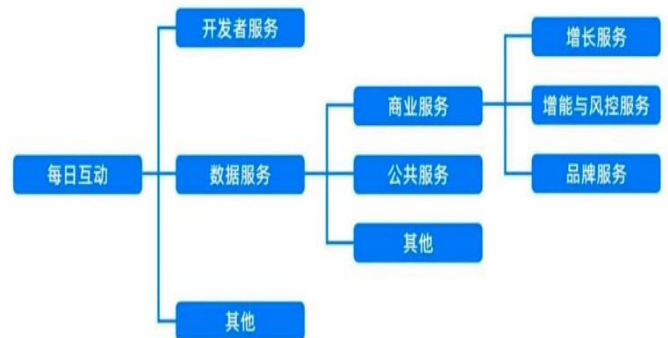 开发者服务
增长服务
商业服务
增能与风控服务
每日互动
数据服务
公共服务
品牌服务
其他
其他